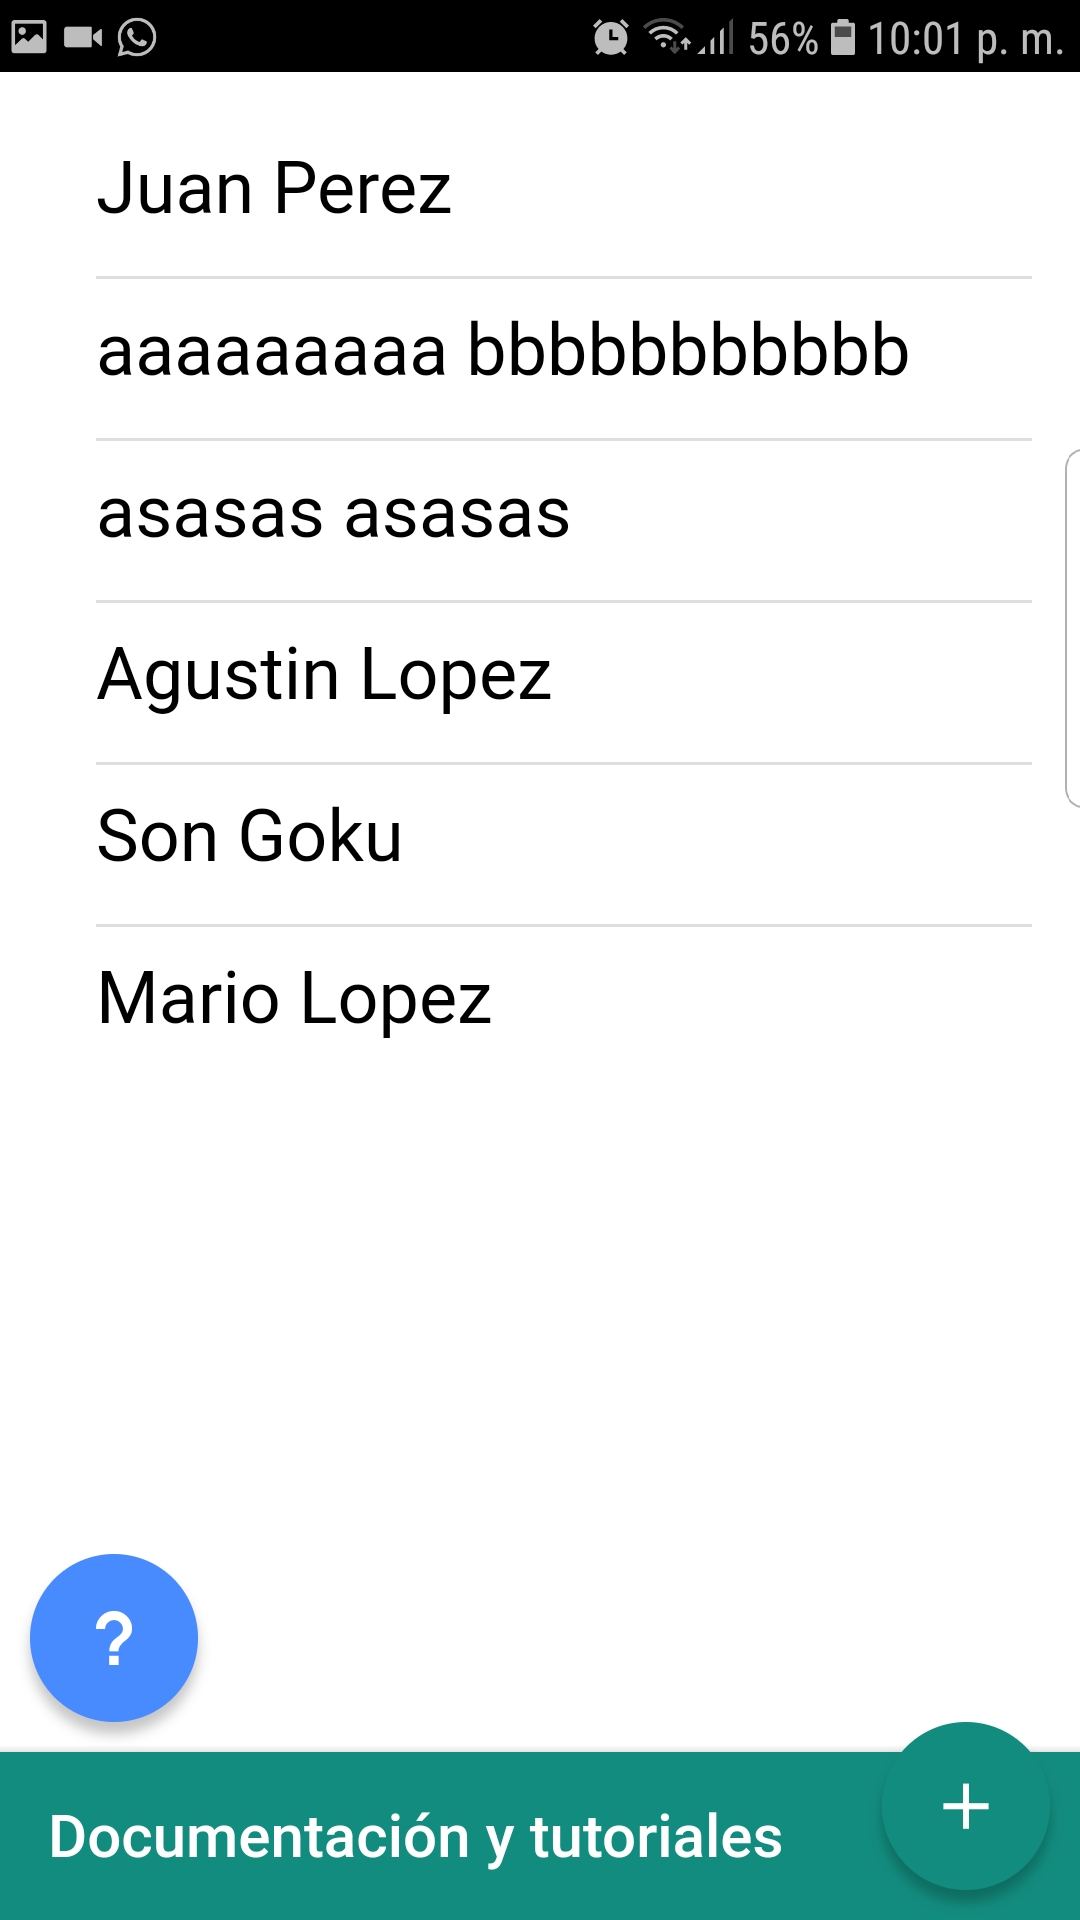 56% 10:01 p. m.
Juan Perez
aaaaaaaaa bbbbbbbbbbb
asasas asasas
Agustin Lopez
Son Goku
Mario Lopez
?
+
Documentación y tutoriales